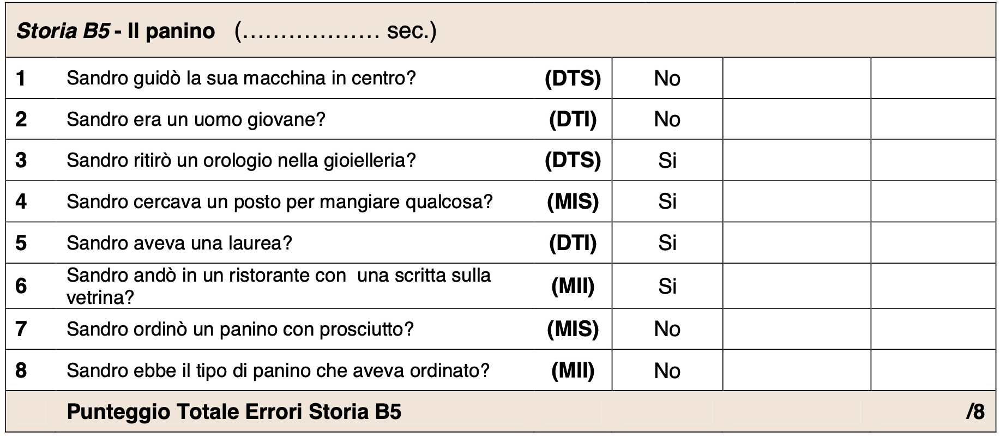 Storia B5 - Il panino (.................. sec.)
1 Sandro guidò la sua macchina in centro? (DTS) No
2 Sandro era un uomo giovane? (DTI) No
3 Sandro ritirò un orologio nella gioielleria? (DTS) Si
4 Sandro cercava un posto per mangiare qualcosa? (MIS) Si
5 Sandro aveva una laurea? (DTI) Si
6 Sandro andò in un ristorante con  una scritta sulla
vetrina? (MII) Si
7 Sandro ordinò un panino con prosciutto? (MIS) No
8 Sandro ebbe il tipo di panino che aveva ordinato? (MII) No
Punteggio Totale Errori Storia B5 /8